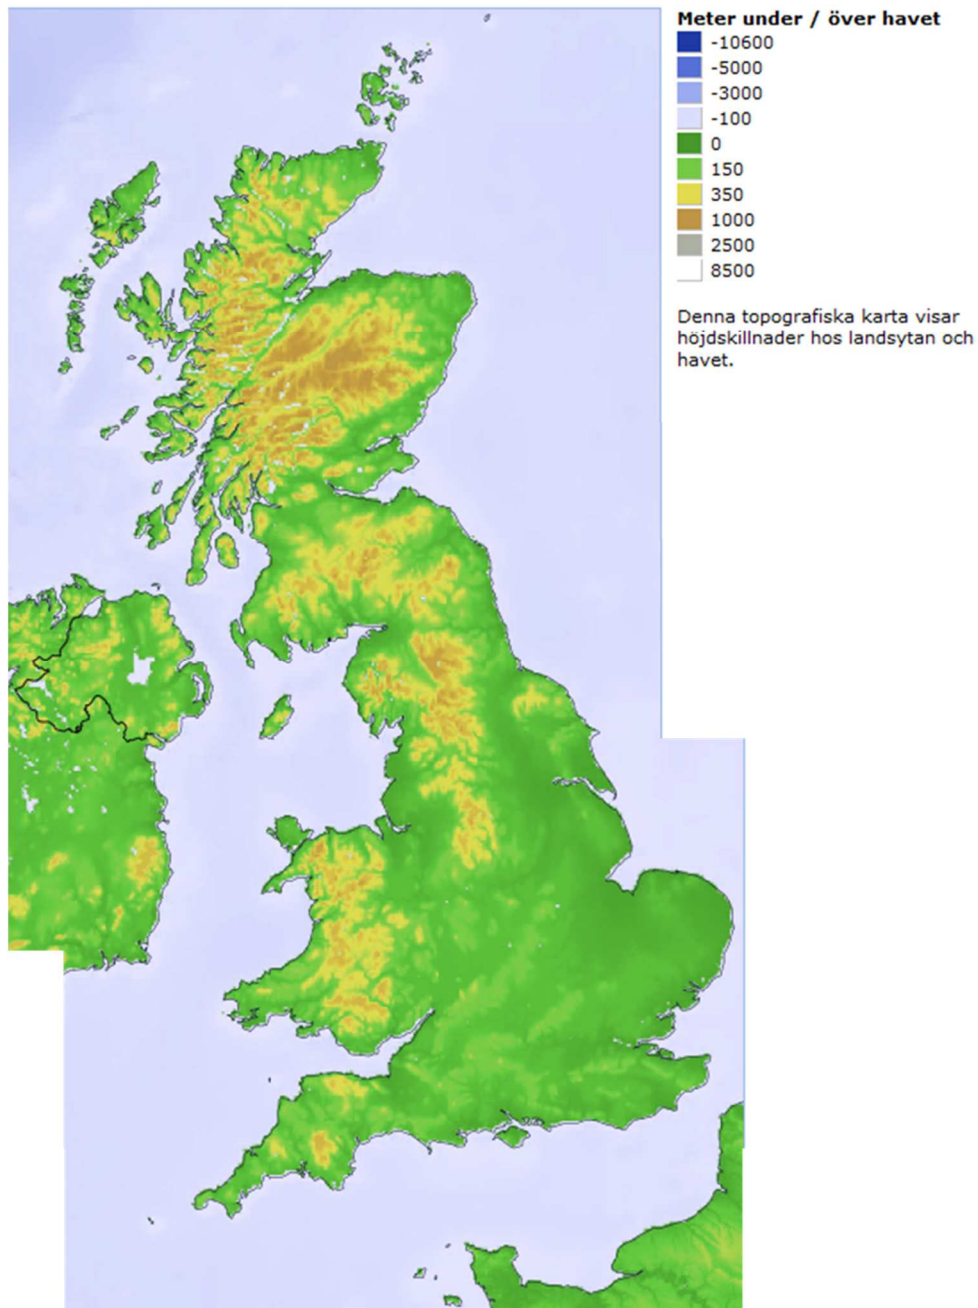 Meter under / över havet
-10600
-5000
-3000
-100
0
150
350
1000
2500
8500
Denna topografiska karta visar
höjdskillnader hos landsytan och
havet.